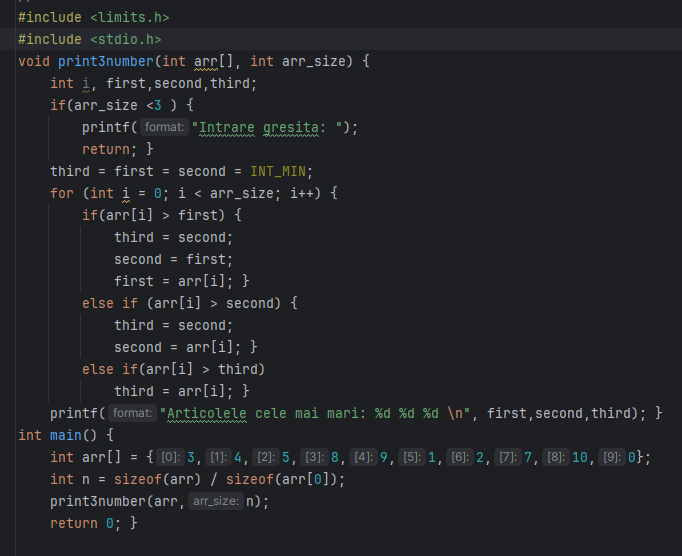 #include <limits.h>
#include <stdio.h>
void print3number(int arr[], int arr_size) {
    int i, first,second,third;
    if(arr_size <3 ) {
        printf( format: "Intrare gresita: ");
        return; }
    third = first = second = INT_MIN;
    for (int i = 0; i < arr_size; i++) {
        if(arr[i] > first) {
            third = second;
            second = first;
            first = arr[i]; }
        else if (arr[i] > second) {
            third = second;
            second = arr[i]; }
        else if(arr[i] > third)
            third = arr[i]; }
    printf( format: "Articolele cele mai mari: %d %d %d \n", first,second,third); }
int main() {
    int arr[] = { [0]: 3, [1]: 4, [2]: 5, [3]: 8, [4]: 9, [5]: 1, [6]: 2, [7]: 7, [8]: 10, [9]: 0};
    int n = sizeof(arr) / sizeof(arr[0]);
    print3number(arr, arr_size: n);
    return 0; }